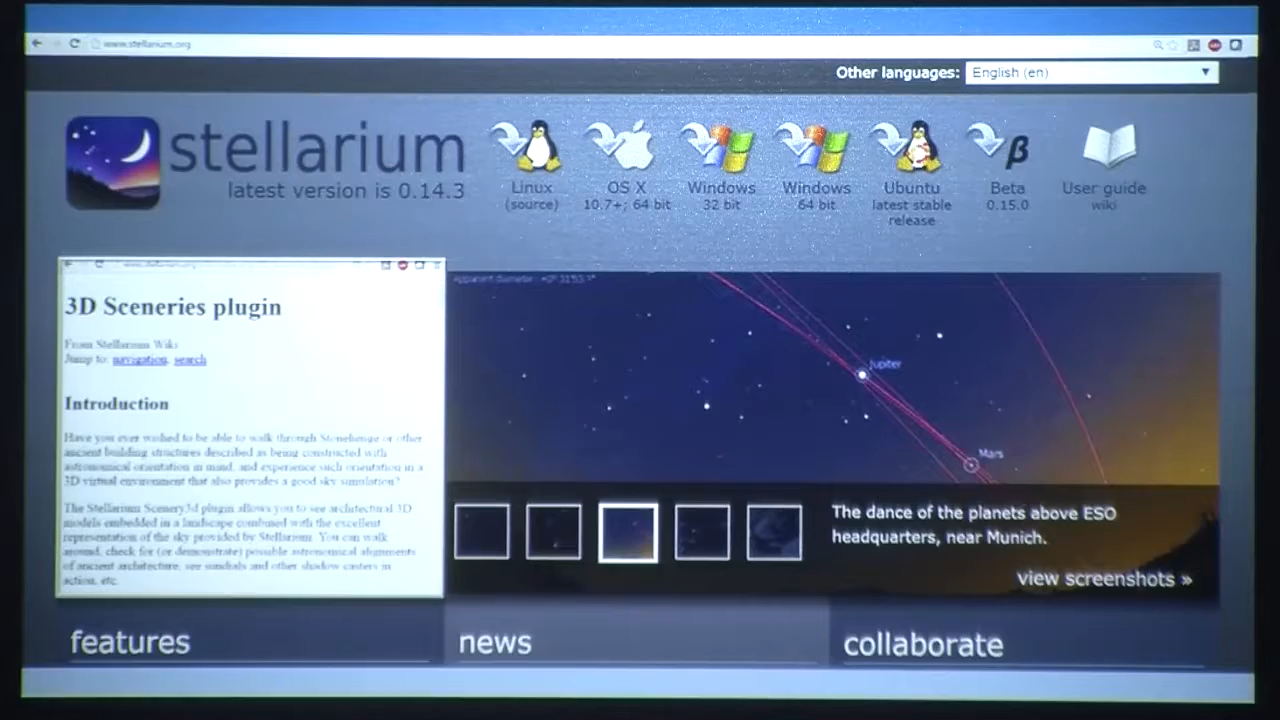 www.stellarium.org
Other languages: English (en)
stellarium
latest version is 0.14.3
Linux
(source)
OS X
10.7+; 64 bit
Windows
32 bit
Windows
64 bit
Ubuntu
latest stable
release
β
Beta
0.15.0
User guide
wiki
www.stellarium.org
3D Sceneries plugin
From Stellarium Wiki
Jump to: navigation, search
Introduction
Have you ever wished to be able to walk through Stonehenge or other
ancient building structures described as being constructed with
astronomical orientation in mind, and experience such orientation in a
3D virtual environment that also provides a good sky simulation?
The Stellarium Scenery3d plugin allows you to see architectural 3D
models embedded in a landscape combined with the excellent
representation of the sky provided by Stellarium. You can walk
around, check for (or demonstrate) possible astronomical alignments
of ancient architecture, see sundials and other shadow casters in
action, etc.
Apparent diameter:
Jupiter
Mars
The dance of the planets above ESO
headquarters, near Munich.
view screenshots »
features
news
collaborate